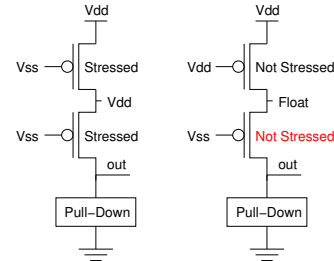 Vdd
Vss
Stressed
Vdd
Vss
Stressed
out
Pull-Down
Vdd
Vdd
Not Stressed
Float
Vss
Not Stressed
out
Pull-Down